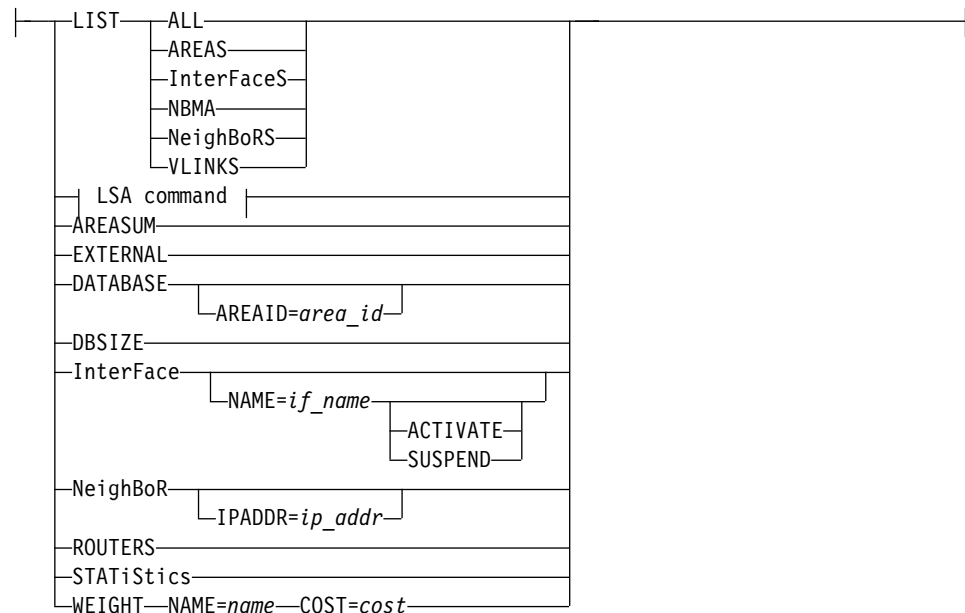 LIST ALL
AREAS
InterFaceS
NBMA
NeighBoRS
VLINKS
LSA command
AREASUM
EXTERNAL
DATABASE
AREAID=area_id
DBSIZE
InterFace
NAME=if_name
ACTIVATE
SUSPEND
NeighBoR
IPADDR=ip_addr
ROUTERS
STATiStics
WEIGHT NAME=name COST=cost